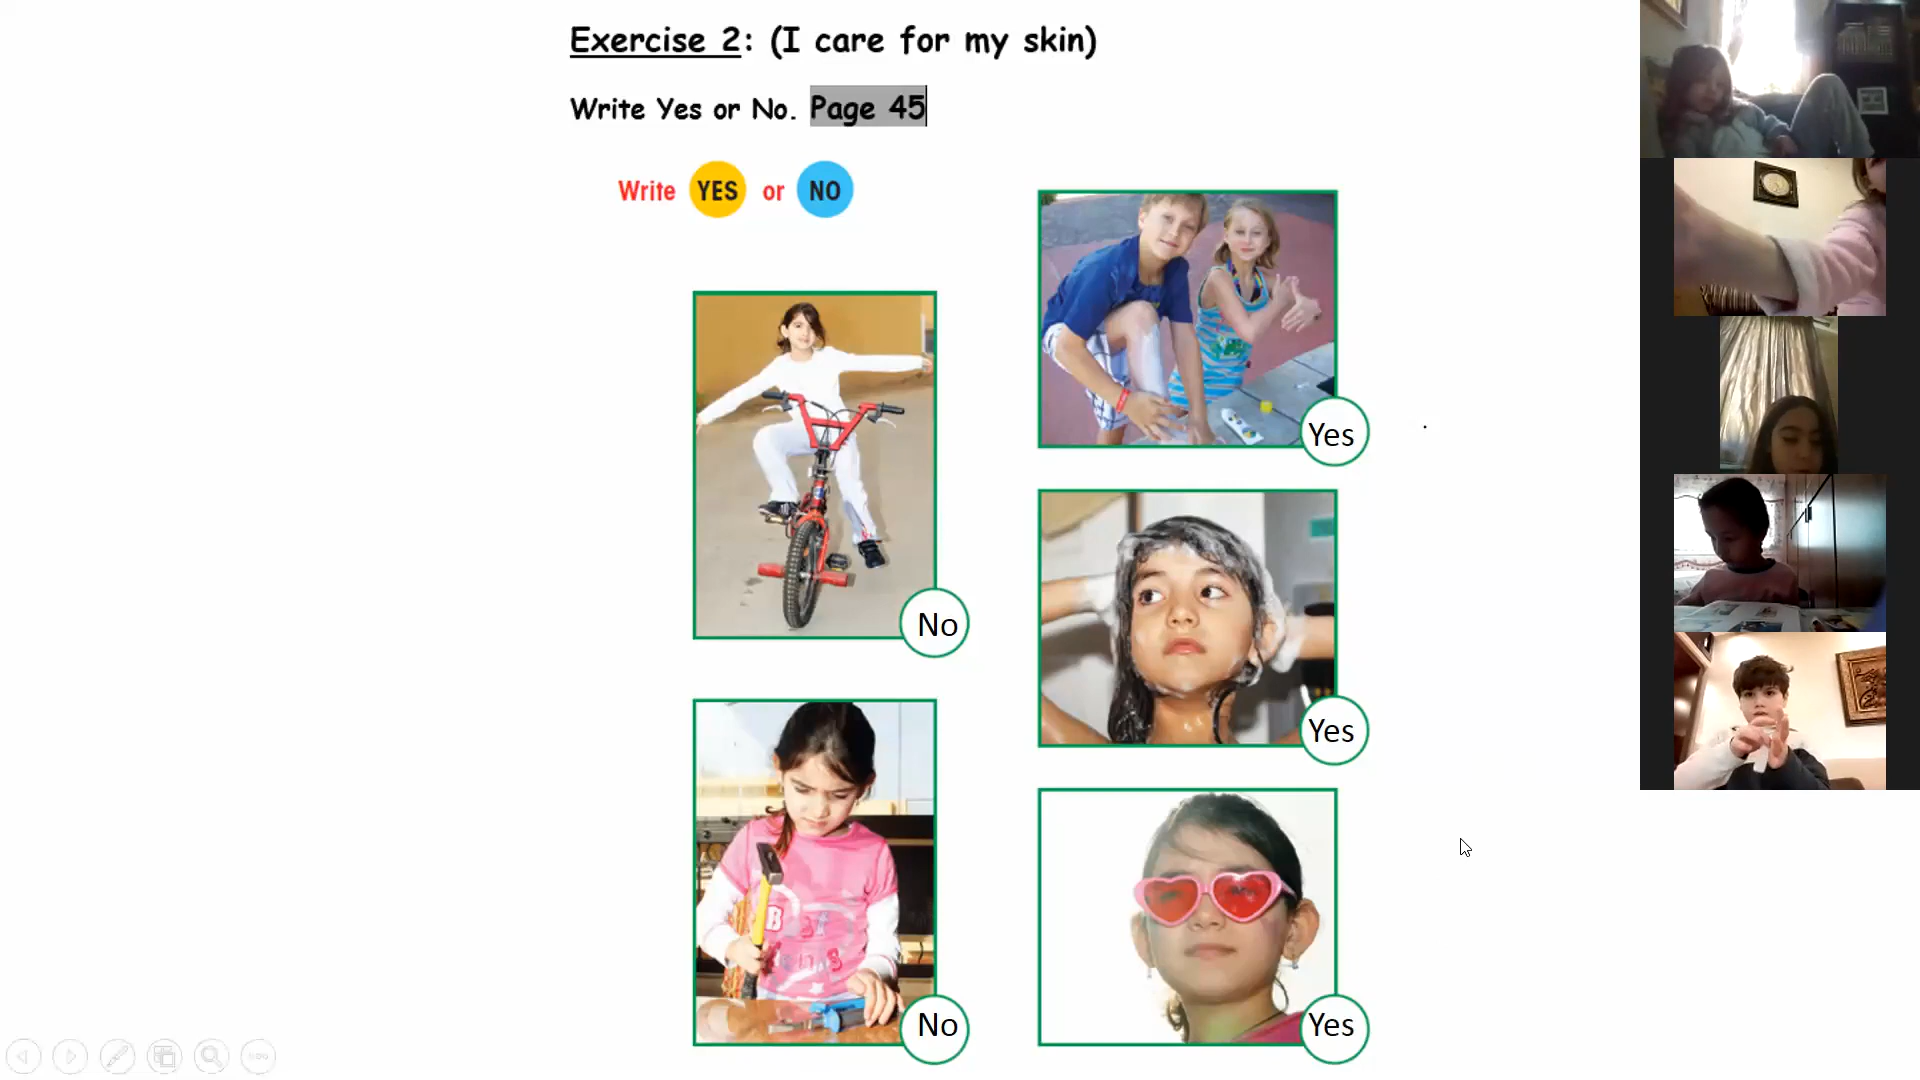 Exercise 2: (I care for my skin)
Write Yes or No. Page 45
Write YES or NO
Yes
No
Yes
No
Yes